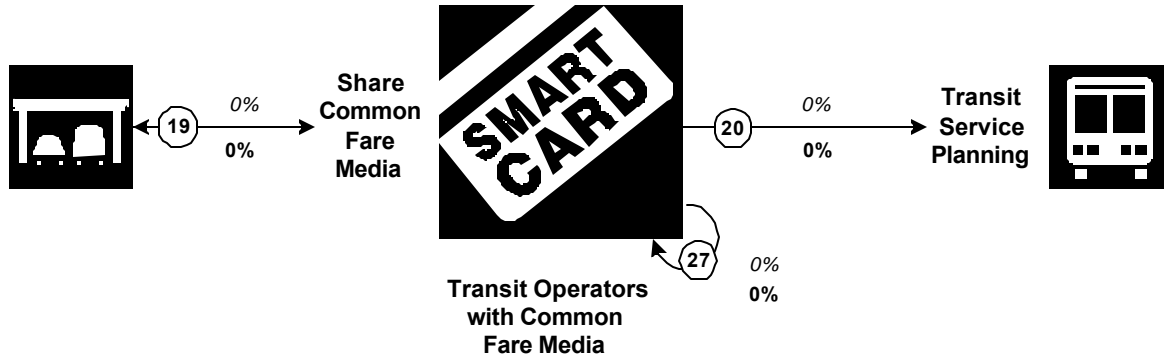 19
0%
0%
Share
Common
Fare
Media
SMART
CARD
20
0%
0%
Transit
Service
Planning
27
0%
0%
Transit Operators
with Common
Fare Media